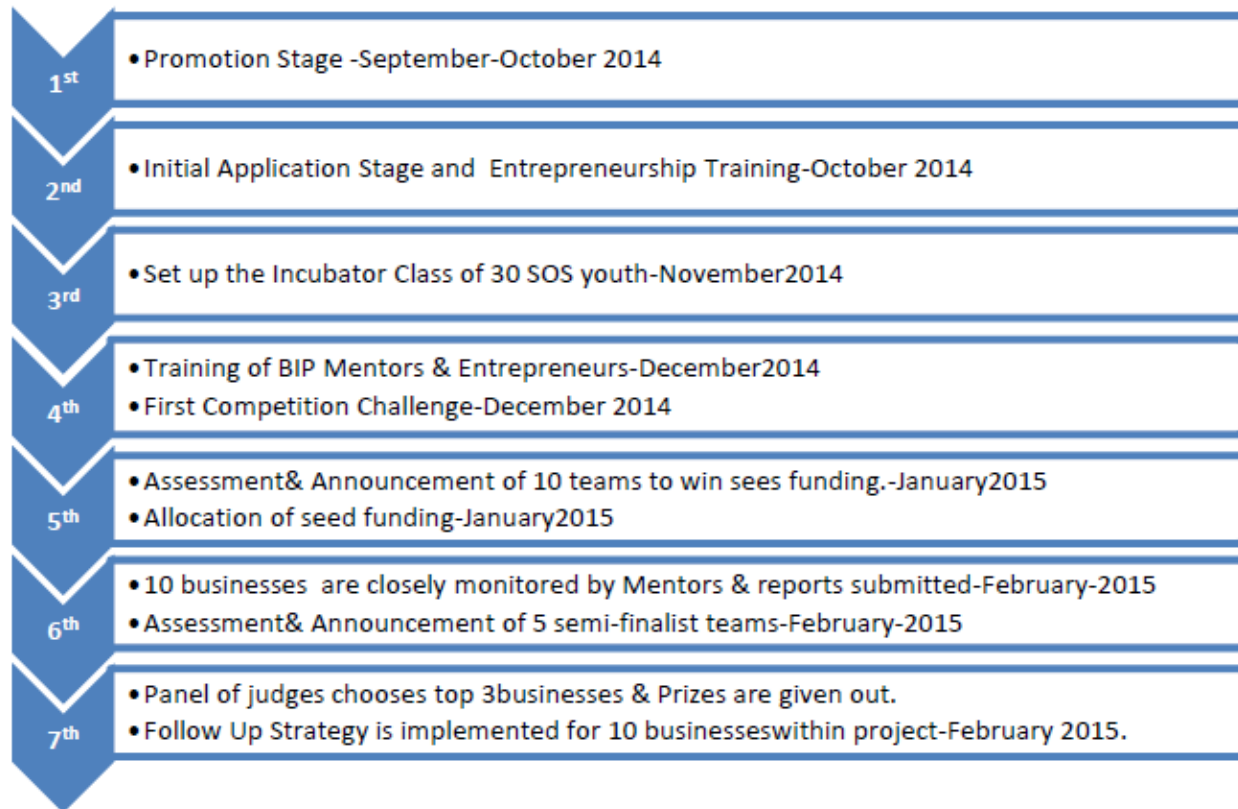 1st
•Promotion Stage -September-October 2014
2nd
•Initial Application Stage and  Entrepreneurship Training-October 2014
3rd
•Set up the Incubator Class of 30 SOS youth-November2014
4th
•Training of BIP Mentors & Entrepreneurs-December2014
•First Competition Challenge-December 2014
5th
•Assessment& Announcement of 10 teams to win sees funding.-January2015
•Allocation of seed funding-January2015
6th
•10 businesses  are closely monitored by Mentors & reports submitted-February-2015
•Assessment& Announcement of 5 semi-finalist teams-February-2015
7th
•Panel of judges chooses top 3businesses & Prizes are given out.
•Follow Up Strategy is implemented for 10 businesseswithin project-February 2015.